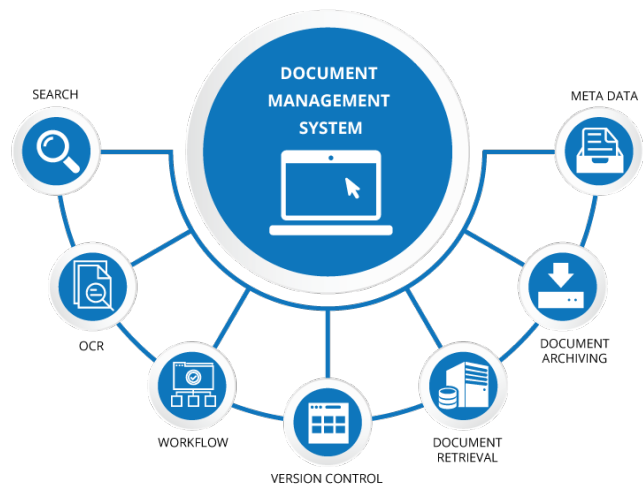 DOCUMENT
MANAGEMENT
SYSTEM
SEARCH
META DATA
OCR
DOCUMENT
ARCHIVING
WORKFLOW
DOCUMENT
RETRIEVAL
VERSION CONTROL